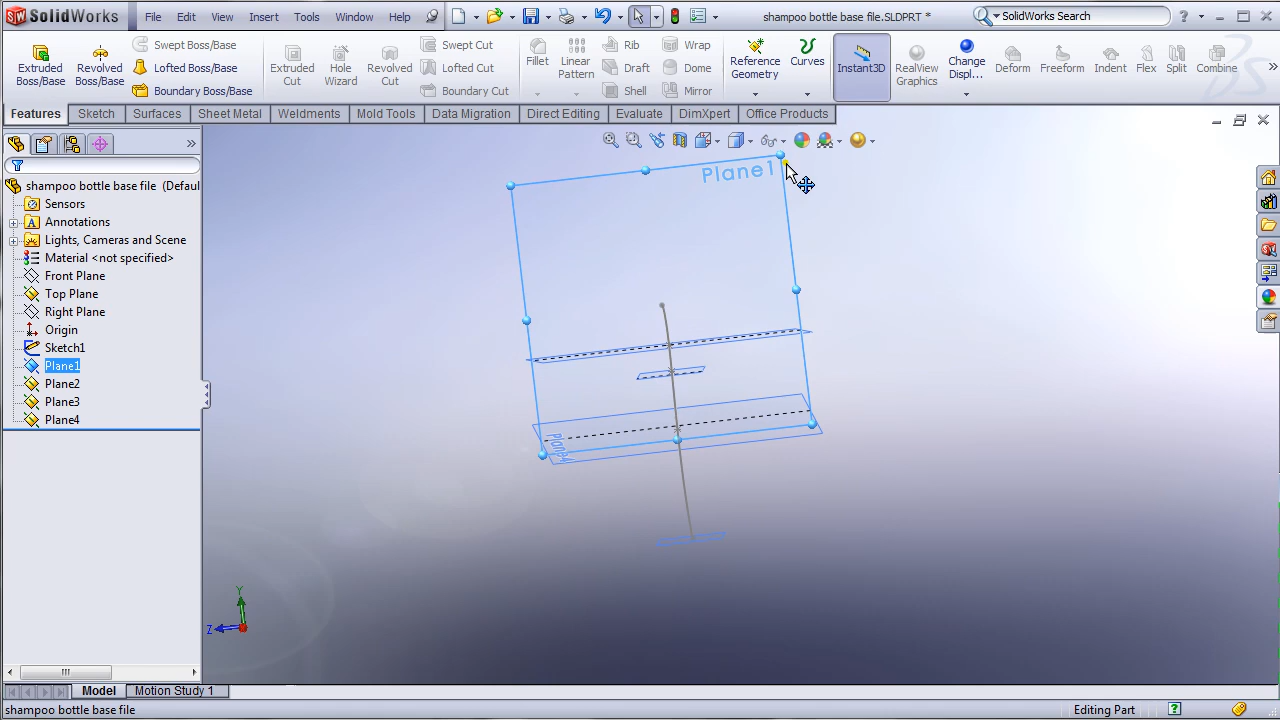 SolidWorks File Edit View Insert Tools Window Help shampoo bottle base file.SLDPRT * SolidWorks Search
Extruded Boss/Base
Revolved Boss/Base
Swept Boss/Base
Lofted Boss/Base
Boundary Boss/Base
Extruded Cut
Hole Wizard
Revolved Cut
Swept Cut
Lofted Cut
Boundary Cut
Fillet
Linear Pattern
Rib
Draft
Shell
Wrap
Dome
Mirror
Reference Geometry
Curves
Instant3D
RealView Graphics
Change Displ...
Deform
Freeform
Indent
Flex
Split
Combine
Features Sketch Surfaces Sheet Metal Weldments Mold Tools Data Migration Direct Editing Evaluate DimXpert Office Products
shampoo bottle base file (Defaul
Sensors
Annotations
Lights, Cameras and Scene
Material <not specified>
Front Plane
Top Plane
Right Plane
Origin
Sketch1
Plane1
Plane2
Plane3
Plane4
Plane1
Plane4
Y
Z
Model Motion Study 1
shampoo bottle base file Editing Part